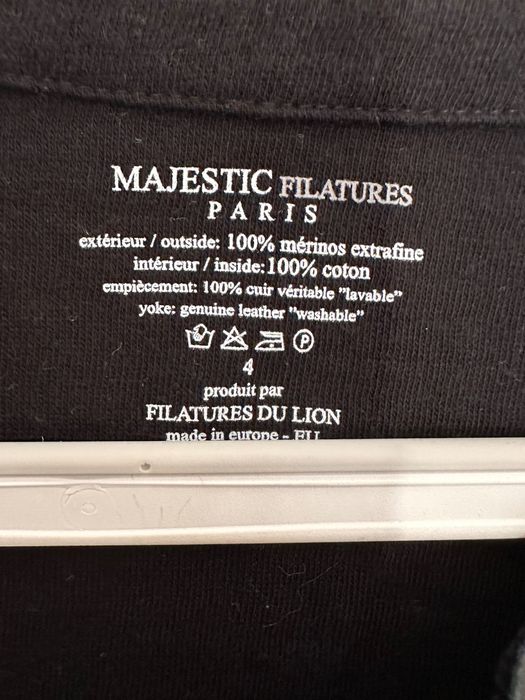 MAJESTIC FILATURES
PARIS
extérieur / outside: 100% mérinos extrafine
intérieur / inside:100% coton
empiècement: 100% cuir véritable "lavable"
yoke: genuine leather "washable"
P
4
produit par
FILATURES DU LION
made in europe - EU